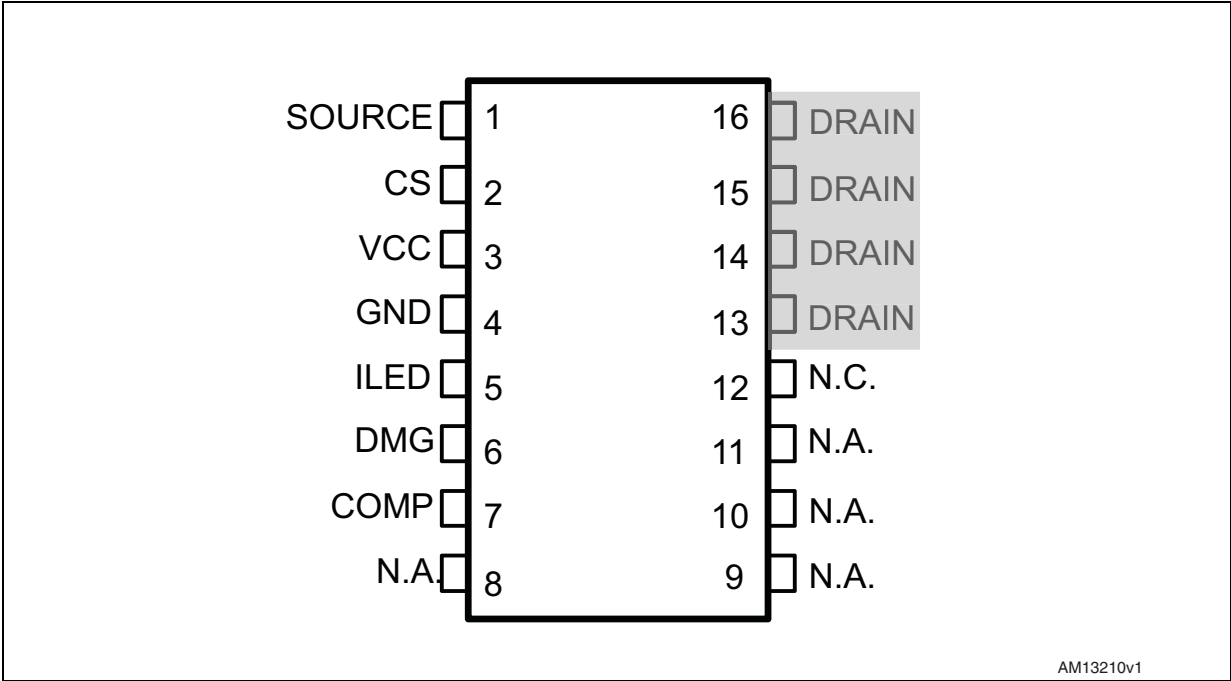 SOURCE 1 16 DRAIN
CS 2 15 DRAIN
VCC 3 14 DRAIN
GND 4 13 DRAIN
ILED 5 12 N.C.
DMG 6 11 N.A.
COMP 7 10 N.A.
N.A. 8 9 N.A.
AM13210v1